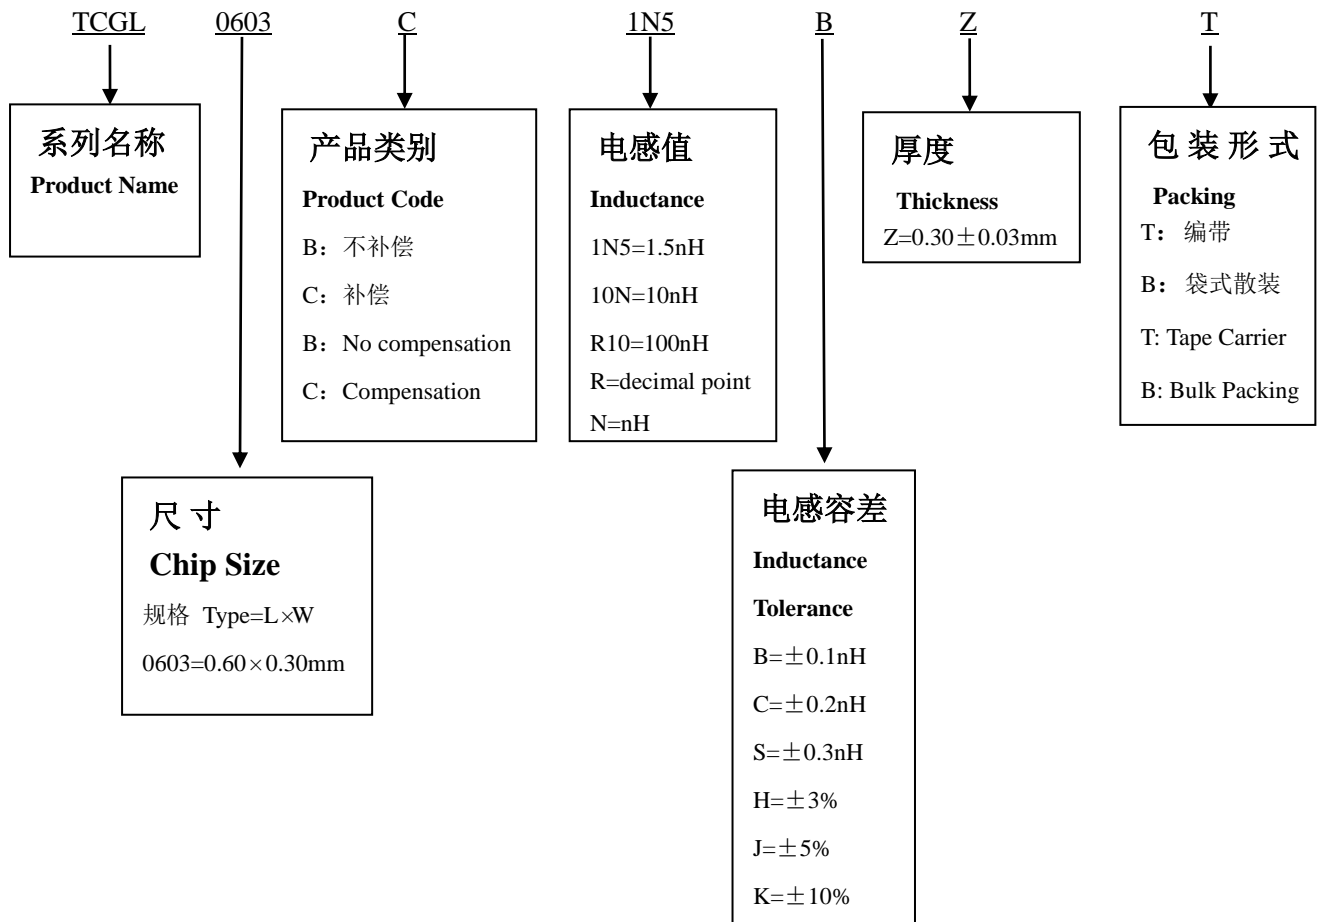 TCGL 0603 C 1N5 B Z T
系列名称
Product Name
产品类别
Product Code
B：不补偿
C：补偿
B：No compensation
C：Compensation
电感值
Inductance
1N5=1.5nH
10N=10nH
R10=100nH
R=decimal point
N=nH
厚度
Thickness
Z=0.30±0.03mm
包 装 形 式
Packing
T： 编带
B： 袋式散装
T: Tape Carrier
B: Bulk Packing
尺 寸
Chip Size
规格 Type=L×W
0603=0.60×0.30mm
电感容差
Inductance
Tolerance
B=±0.1nH
C=±0.2nH
S=±0.3nH
H=±3%
J=±5%
K=±10%